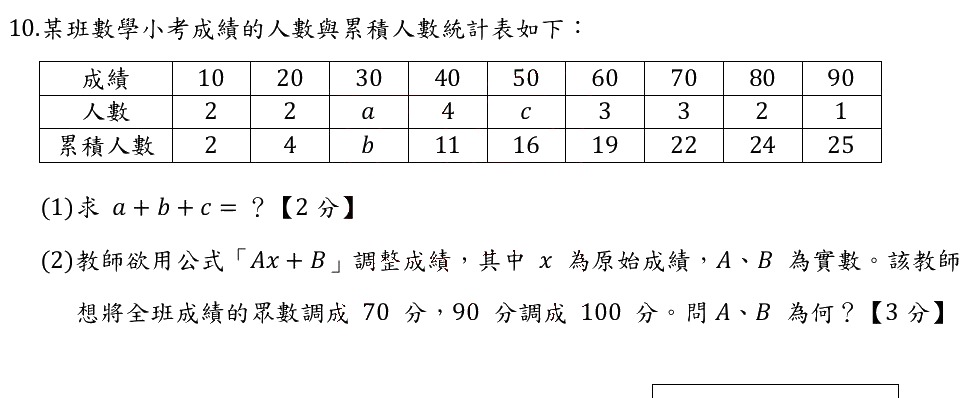 10.某班數學小考成績的人數與累積人數統計表如下：
成績 10 20 30 40 50 60 70 80 90
人數 2 2 a 4 c 3 3 2 1
累積人數 2 4 b 11 16 19 22 24 25
(1)求 a + b + c = ？【2 分】
(2)教師欲用公式「Ax + B」調整成績，其中 x 為原始成績，A、B 為實數。該教師
想將全班成績的眾數調成 70 分，90 分調成 100 分。問 A、B 為何？【3 分】